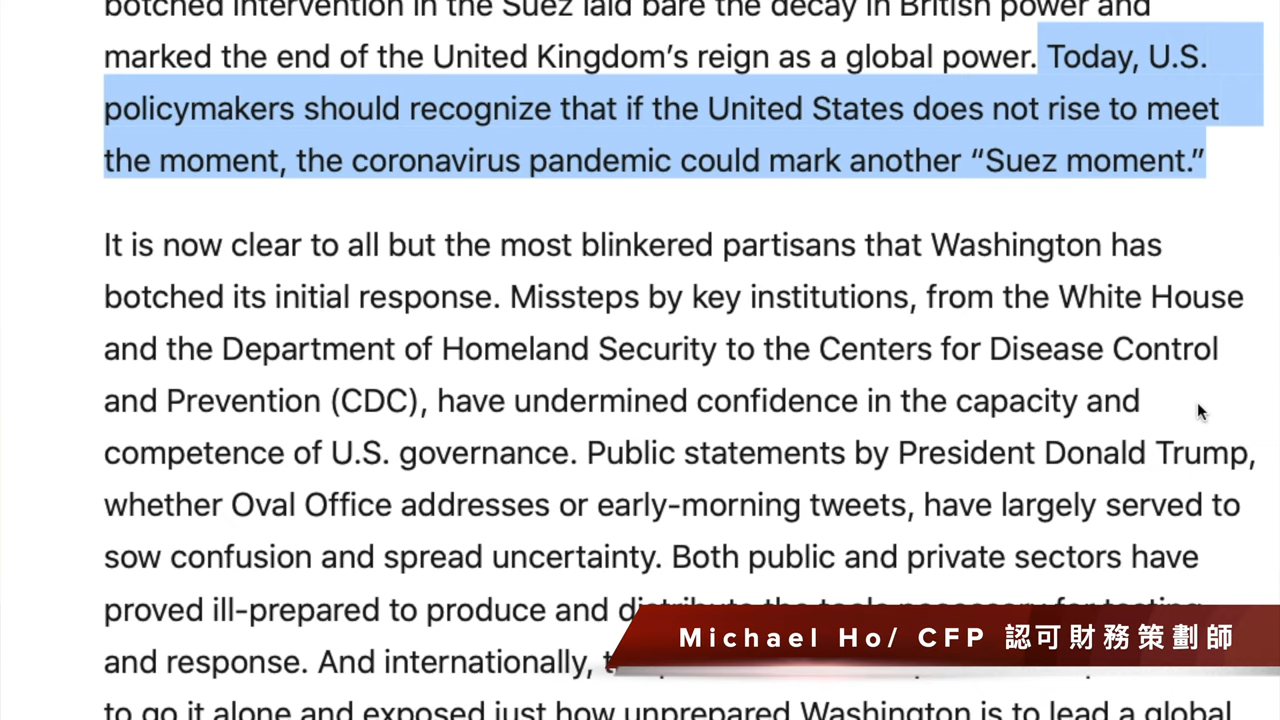 botched intervention in the Suez laid bare the decay in British power and
marked the end of the United Kingdom’s reign as a global power. Today, U.S.
policymakers should recognize that if the United States does not rise to meet
the moment, the coronavirus pandemic could mark another “Suez moment.”
It is now clear to all but the most blinkered partisans that Washington has
botched its initial response. Missteps by key institutions, from the White House
and the Department of Homeland Security to the Centers for Disease Control
and Prevention (CDC), have undermined confidence in the capacity and
competence of U.S. governance. Public statements by President Donald Trump,
whether Oval Office addresses or early-morning tweets, have largely served to
sow confusion and spread uncertainty. Both public and private sectors have
proved ill-prepared to produce and distribute the tools necessary for testing
and response. And internationally,
to go it alone and exposed just how unprepared Washington is to lead a global
Michael Ho/ CFP 認可財務策劃師